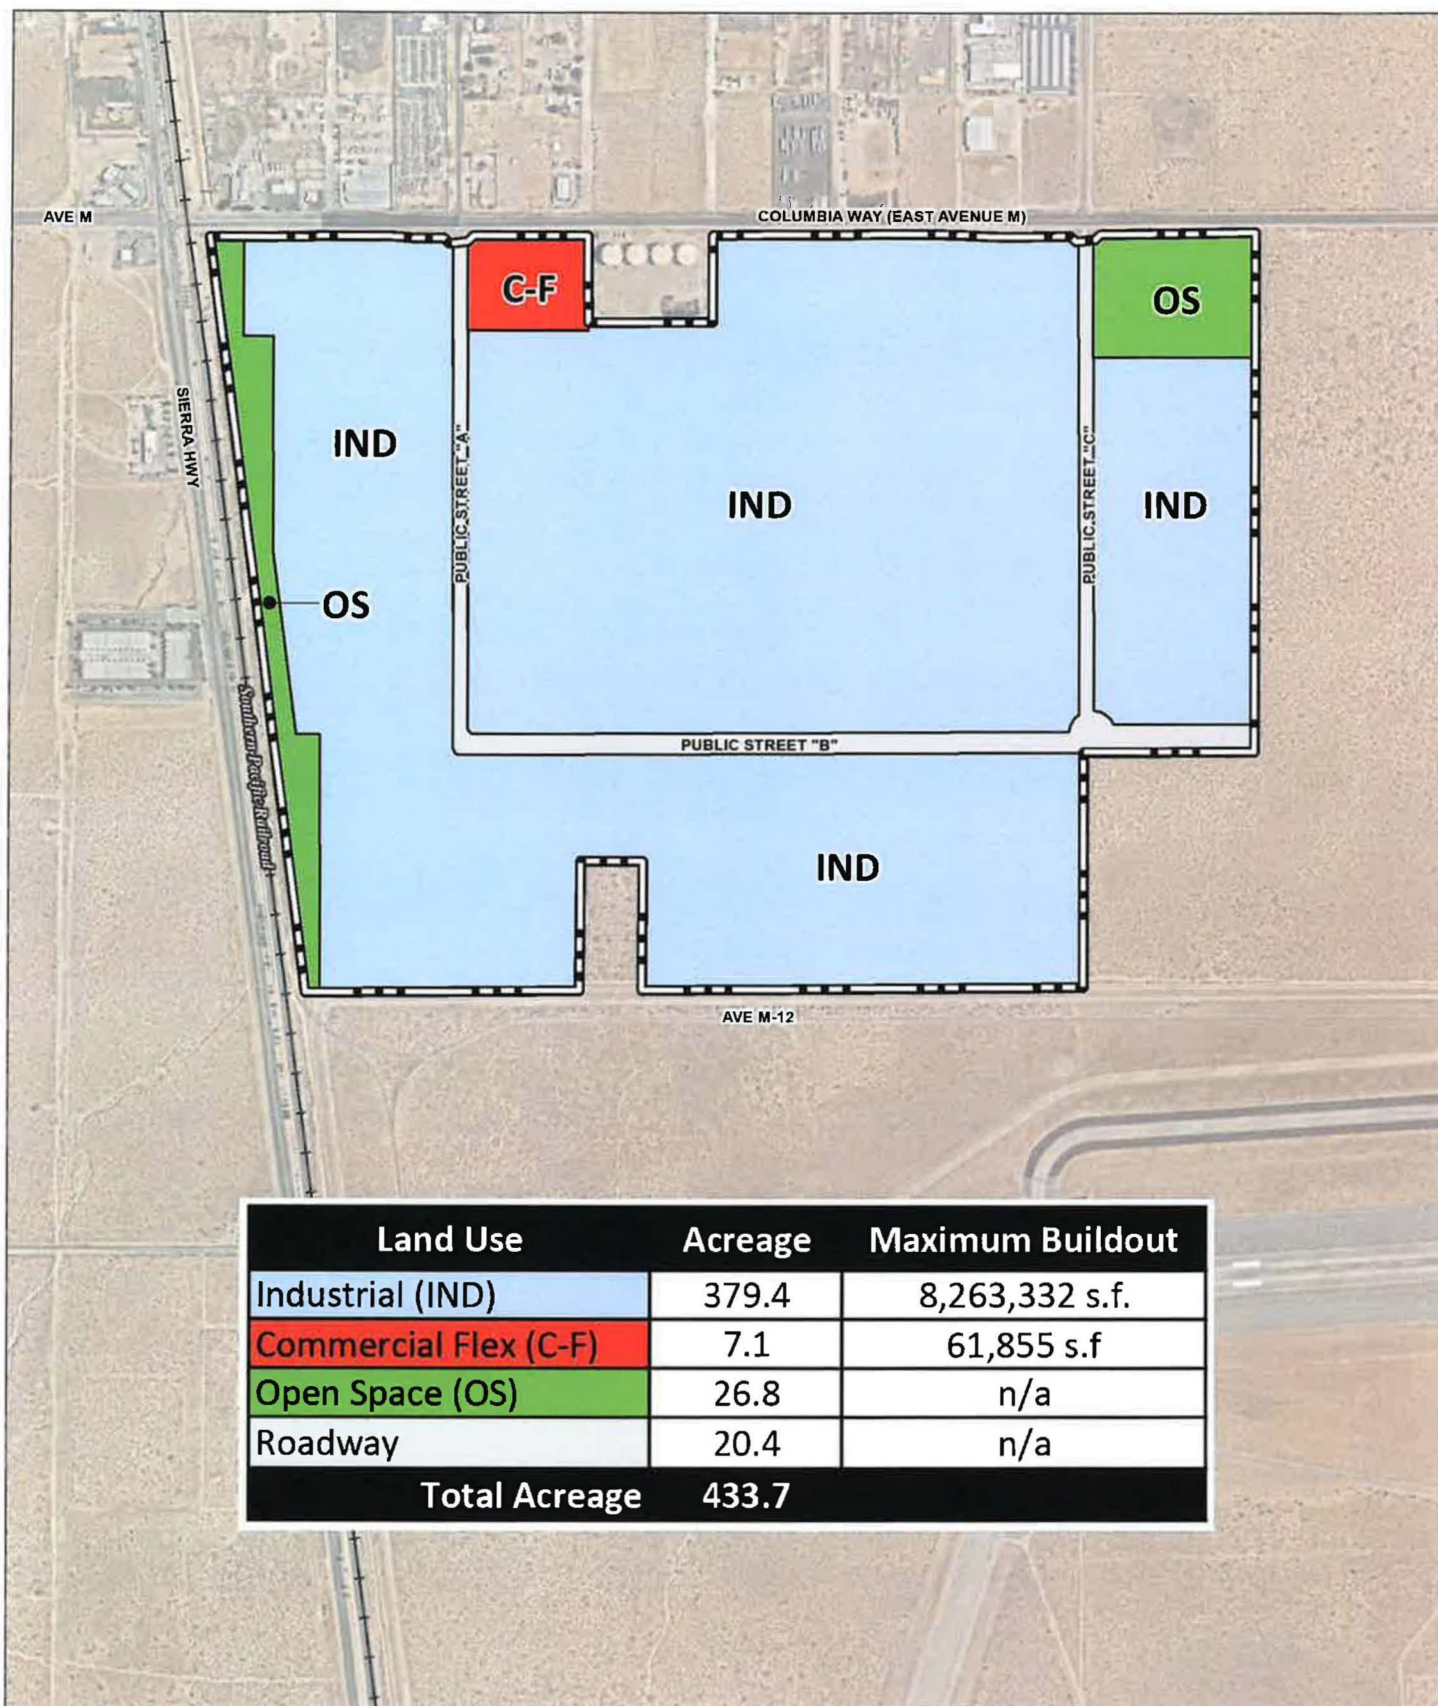 AVE M
COLUMBIA WAY (EAST AVENUE M)
C-F
OS
SIERRA HWY
IND
PUBLIC STREET "A"
IND
PUBLIC STREET "C"
IND
OS
Southern Pacific Railroad
PUBLIC STREET "B"
IND
AVE M-12
Land Use Acreage Maximum Buildout
Industrial (IND) 379.4 8,263,332 s.f.
Commercial Flex (C-F) 7.1 61,855 s.f
Open Space (OS) 26.8 n/a
Roadway 20.4 n/a
Total Acreage 433.7